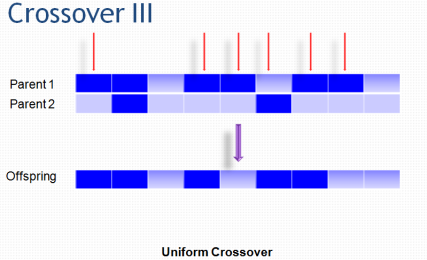 Crossover III
Parent 1
Parent 2
Offspring
Uniform Crossover